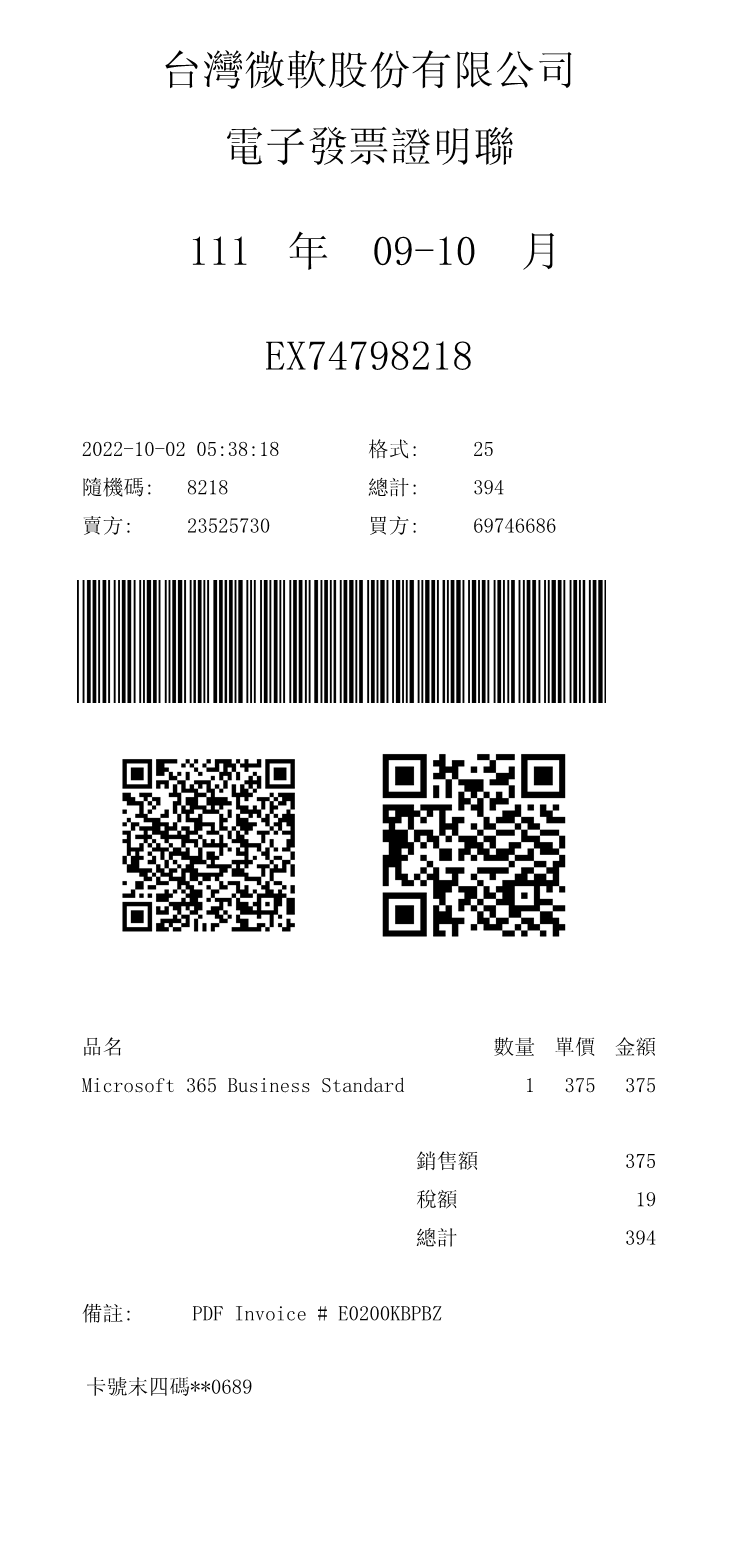 台灣微軟股份有限公司
電子發票證明聯
111 年 09-10 月
EX74798218
2022-10-02 05:38:18 格式: 25
隨機碼: 8218 總計: 394
賣方: 23525730 買方: 69746686
品名 數量 單價 金額
Microsoft 365 Business Standard 1 375 375
銷售額 375
稅額 19
總計 394
備註: PDF Invoice # E0200KBPBZ
卡號末四碼**0689